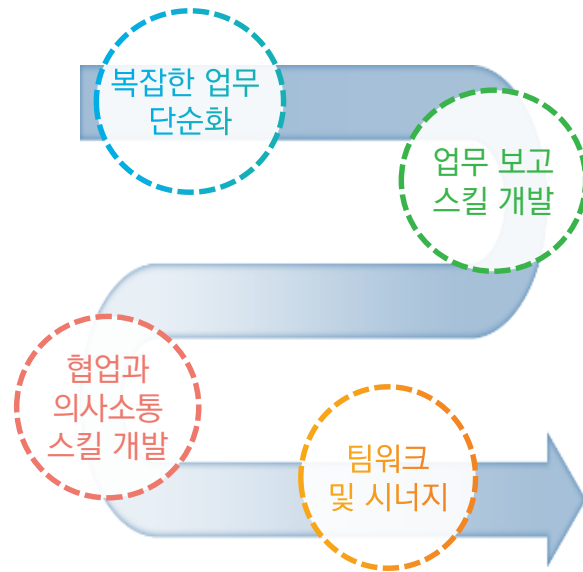 복잡한 업무
단순화
업무 보고
스킬 개발
협업과
의사소통
스킬 개발
팀워크
및 시너지